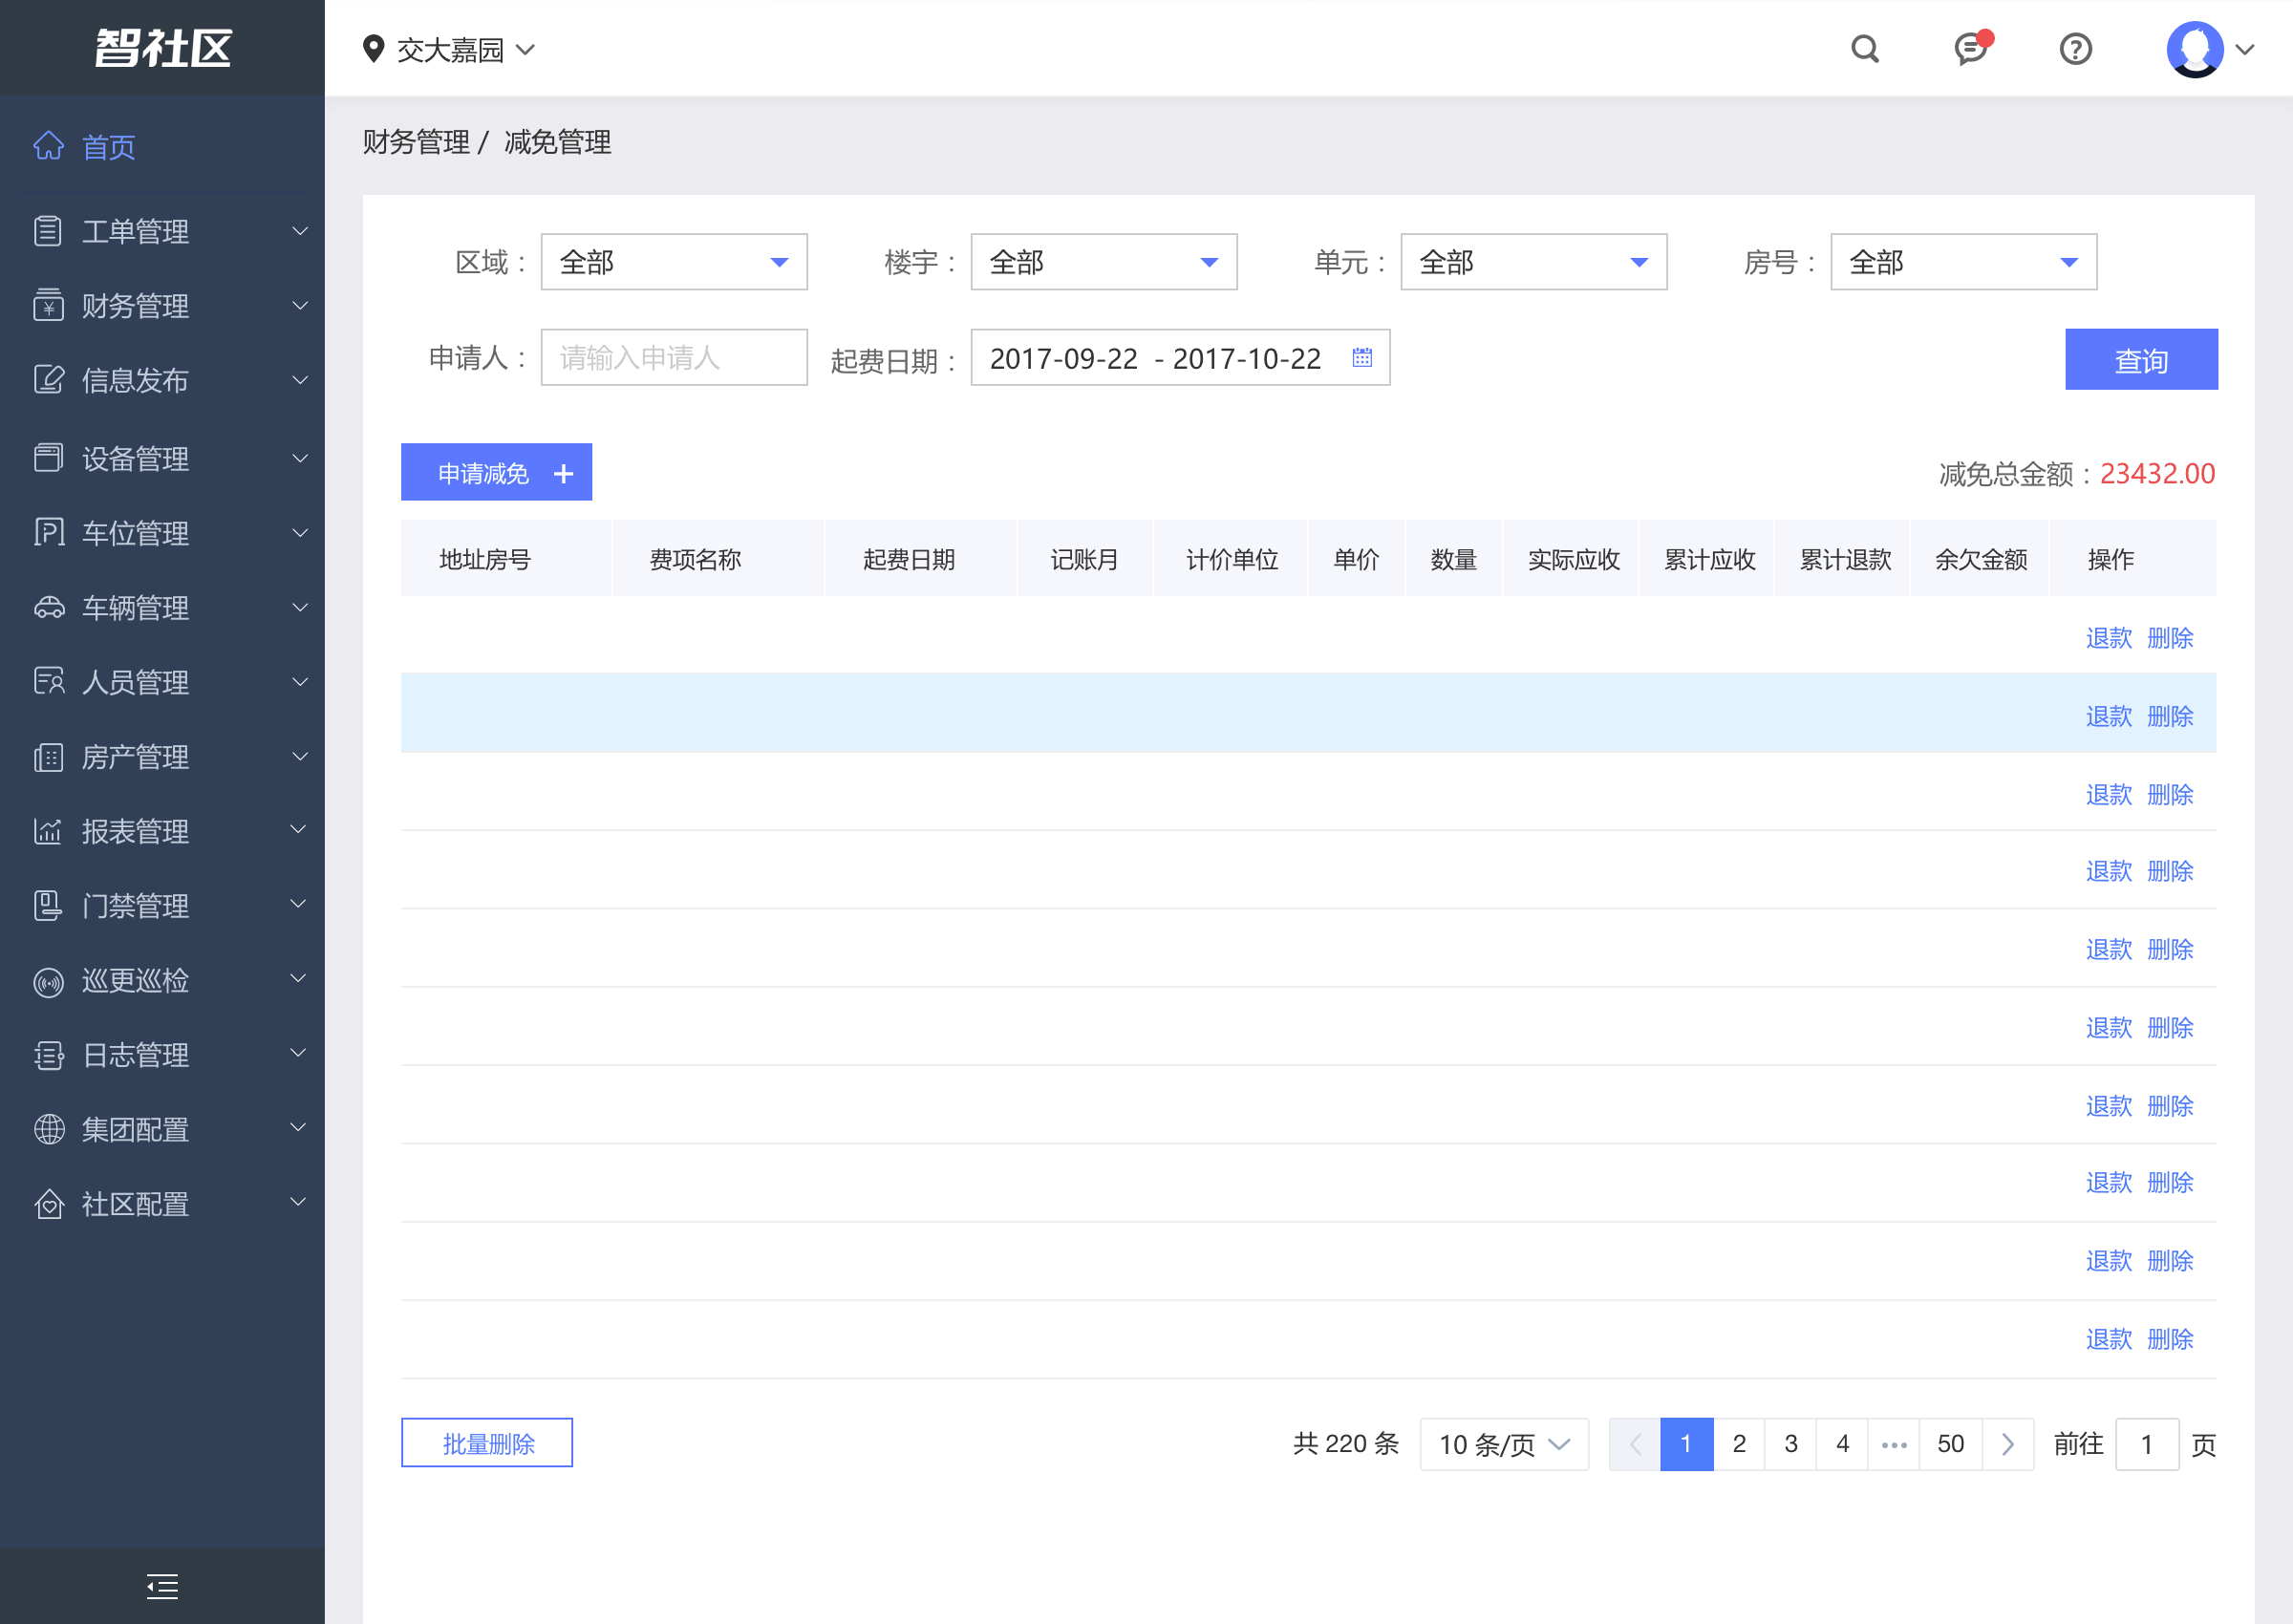 智社区
交大嘉园
首页
工单管理
财务管理
信息发布
设备管理
车位管理
车辆管理
人员管理
房产管理
报表管理
门禁管理
巡更巡检
日志管理
集团配置
社区配置
财务管理 / 减免管理
区域： 全部 楼宇： 全部 单元： 全部 房号： 全部
申请人： 请输入申请人 起费日期： 2017-09-22 - 2017-10-22 查询
申请减免 + 减免总金额：23432.00
地址房号 费项名称 起费日期 记账月 计价单位 单价 数量 实际应收 累计应收 累计退款 余欠金额 操作
退款 删除
退款 删除
退款 删除
退款 删除
退款 删除
退款 删除
退款 删除
退款 删除
退款 删除
退款 删除
批量删除 共 220 条 10 条/页 1 2 3 4 ••• 50 前往 1 页